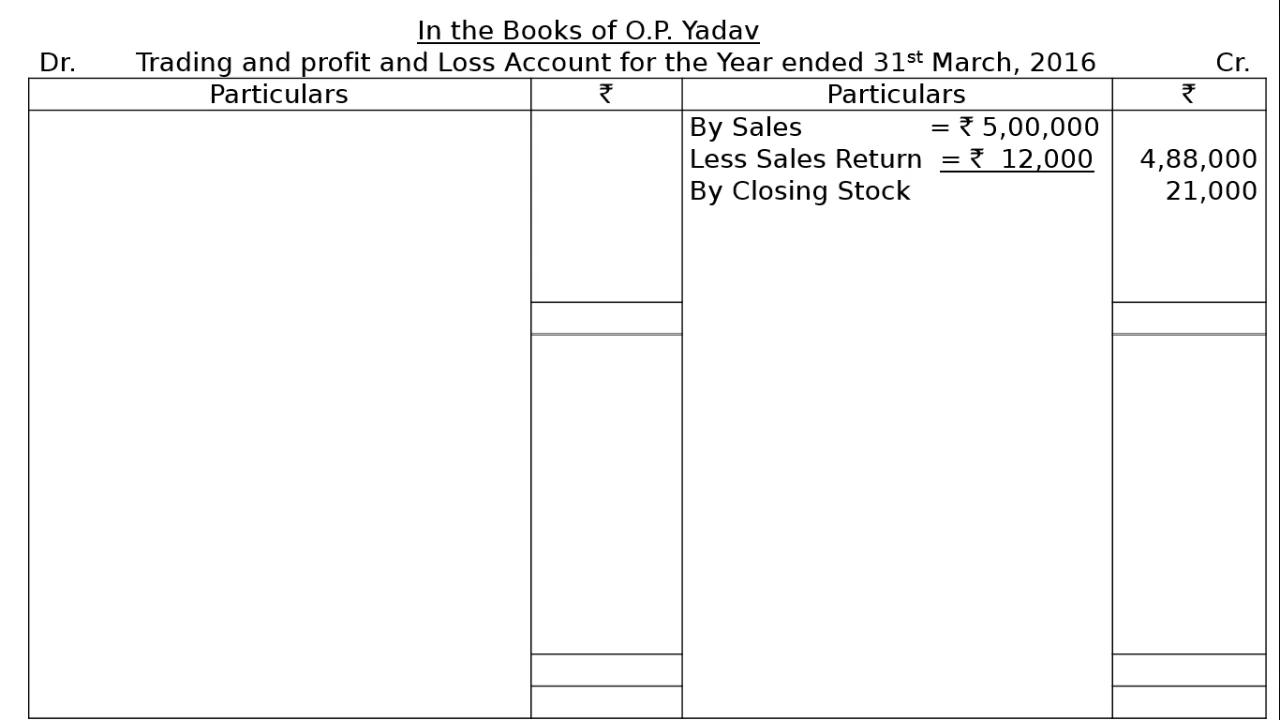 In the Books of O.P. Yadav
Dr. Trading and profit and Loss Account for the Year ended 31st March, 2016 Cr.
Particulars ₹ Particulars ₹
By Sales = ₹ 5,00,000
Less Sales Return = ₹ 12,000 4,88,000
By Closing Stock 21,000